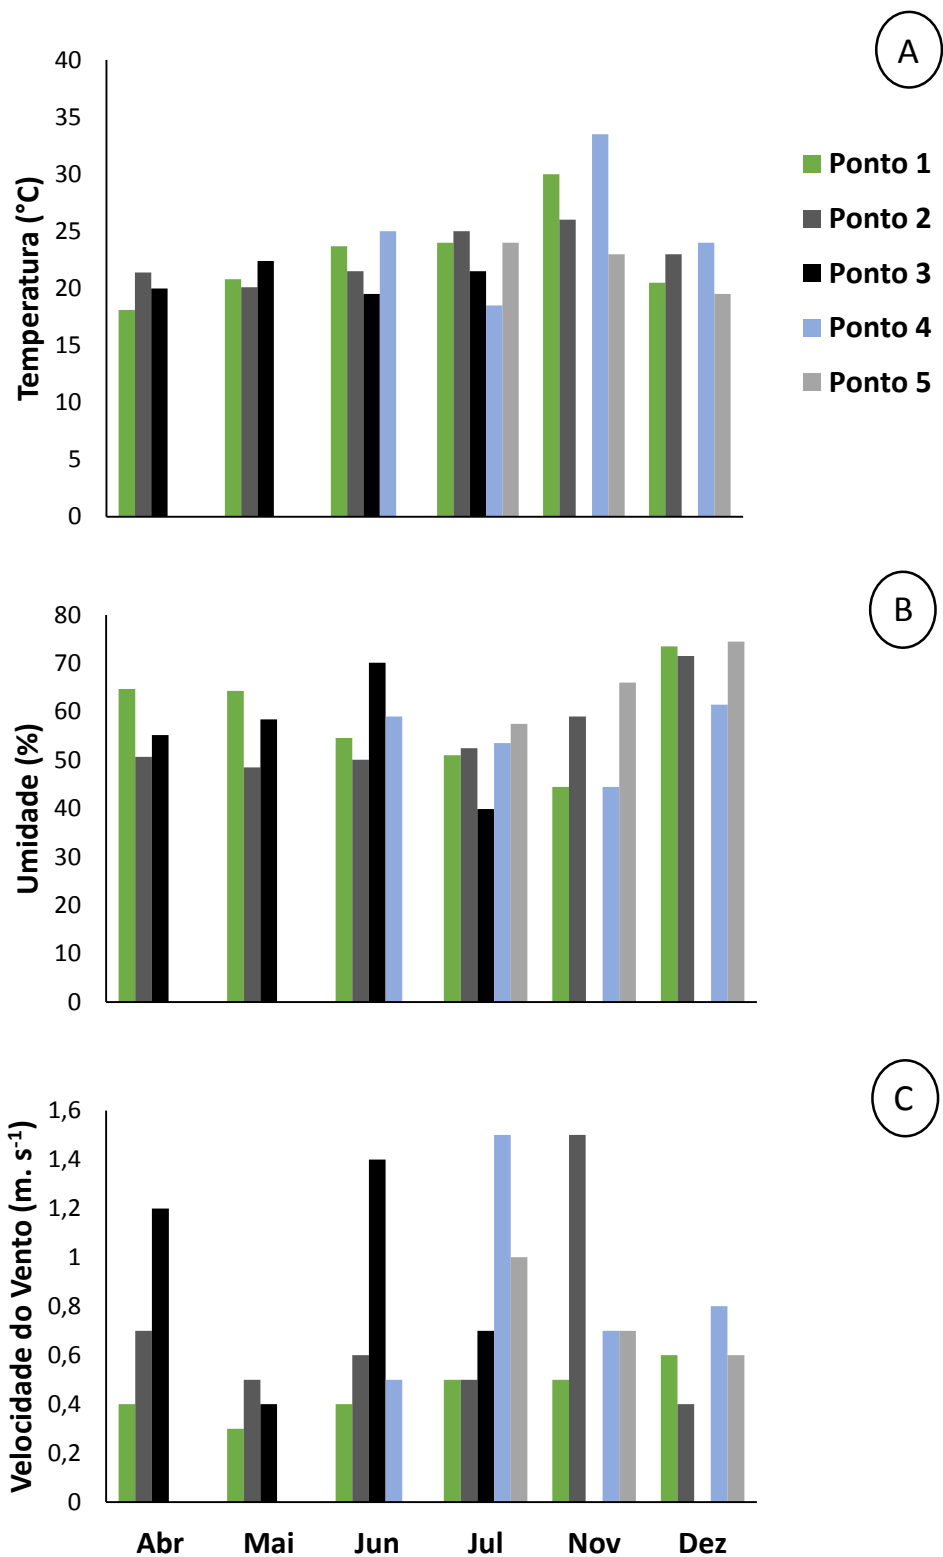 A
Temperatura (°C)
40
35
30
25
20
15
10
5
0
Ponto 1
Ponto 2
Ponto 3
Ponto 4
Ponto 5
B
Umidade (%)
80
70
60
50
40
30
20
10
0
C
Velocidade do Vento (m. s⁻¹)
1,6
1,4
1,2
1
0,8
0,6
0,4
0,2
0
Abr Mai Jun Jul Nov Dez